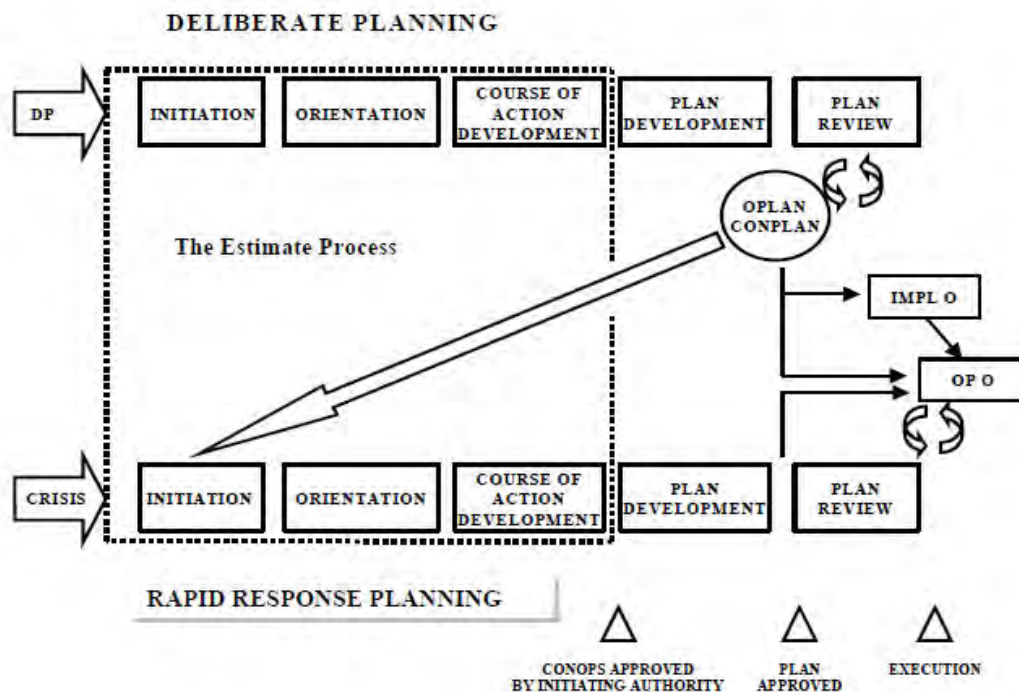 DELIBERATE PLANNING
DP
INITIATION
ORIENTATION
COURSE OF
ACTION
DEVELOPMENT
PLAN
DEVELOPMENT
PLAN
REVIEW
OPLAN
CONPLAN
The Estimate Process
IMPL O
OP O
CRISIS
INITIATION
ORIENTATION
COURSE OF
ACTION
DEVELOPMENT
PLAN
DEVELOPMENT
PLAN
REVIEW
RAPID RESPONSE PLANNING
CONOPS APPROVED
BY INITIATING AUTHORITY
PLAN
APPROVED
EXECUTION